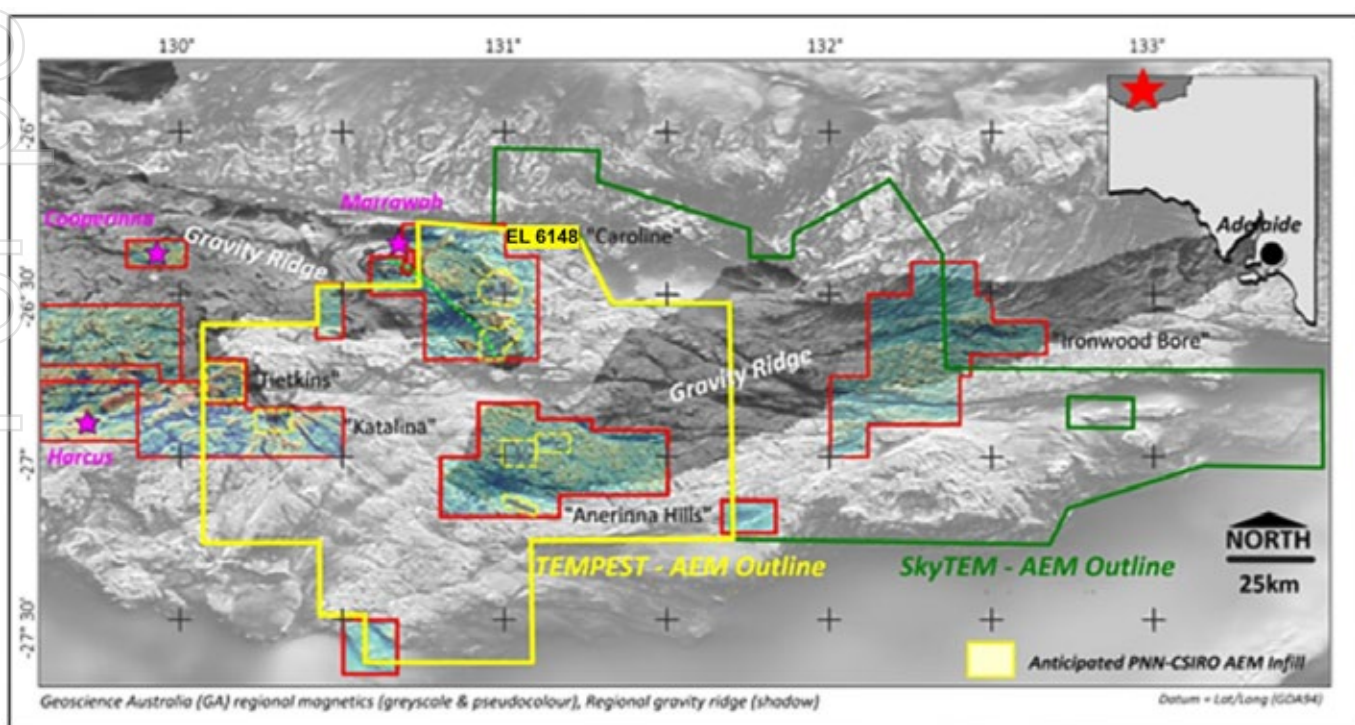 130° 131° 132° 133°
-26°
Adelaide
Marrawah
Cooperinna
EL 6148 "Caroline"
Gravity Ridge
-26°30'
"Ironwood Bore"
Gravity Ridge
"Tietkins"
"Katalina"
Harcus
-27°
"Anerinna Hills"
NORTH
TEMPEST - AEM Outline
SkyTEM - AEM Outline
25km
-27°30'
Anticipated PNN-CSIRO AEM Infill
Geoscience Australia (GA) regional magnetics (greyscale & pseudocolour), Regional gravity ridge (shadow)
Datum = Lat/Long (GDA94)